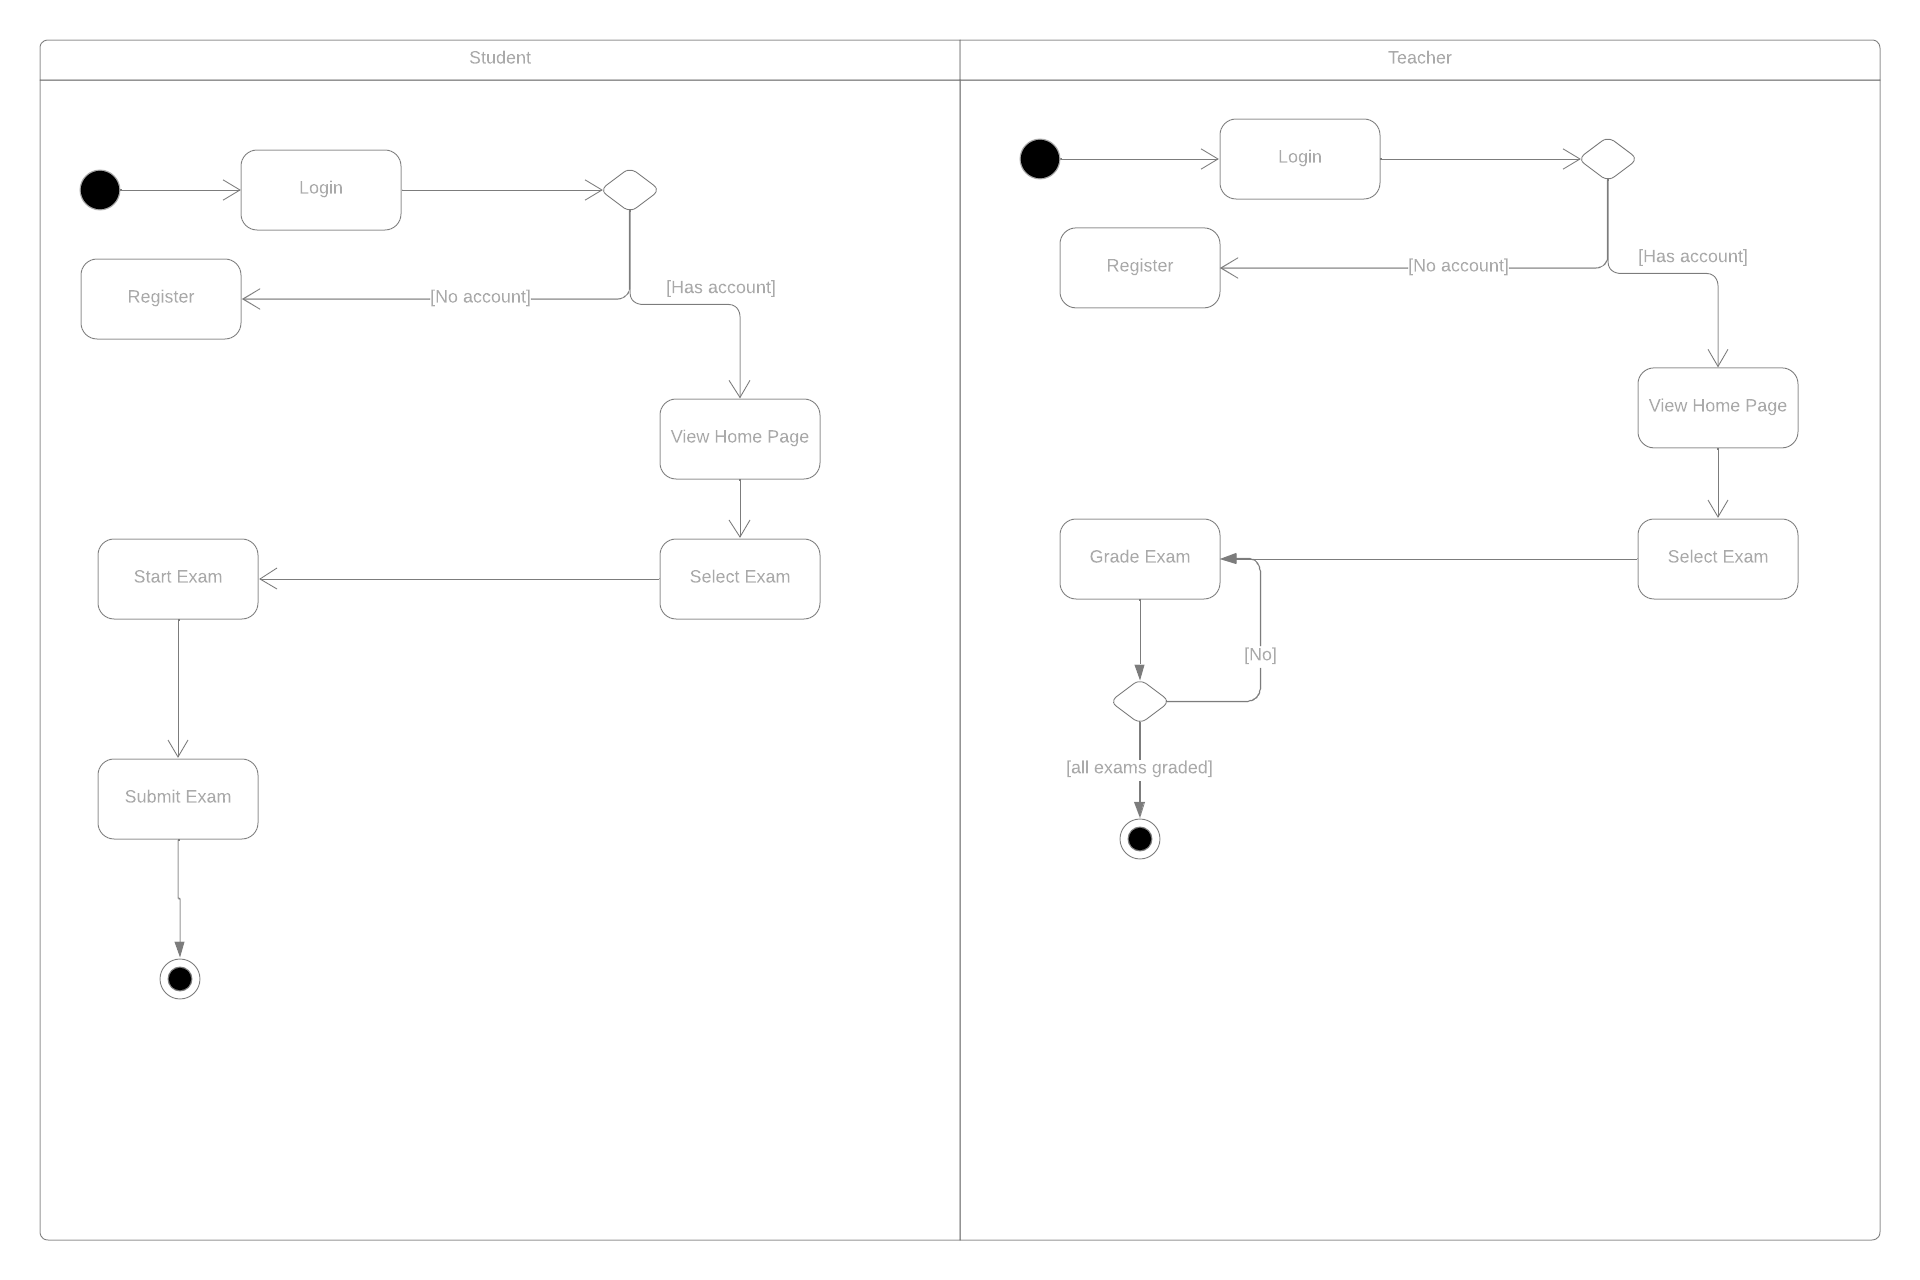 Student
Teacher
Login
Register
[No account]
[Has account]
View Home Page
Start Exam
Select Exam
Submit Exam
Login
Register
[No account]
[Has account]
View Home Page
Grade Exam
Select Exam
[No]
[all exams graded]